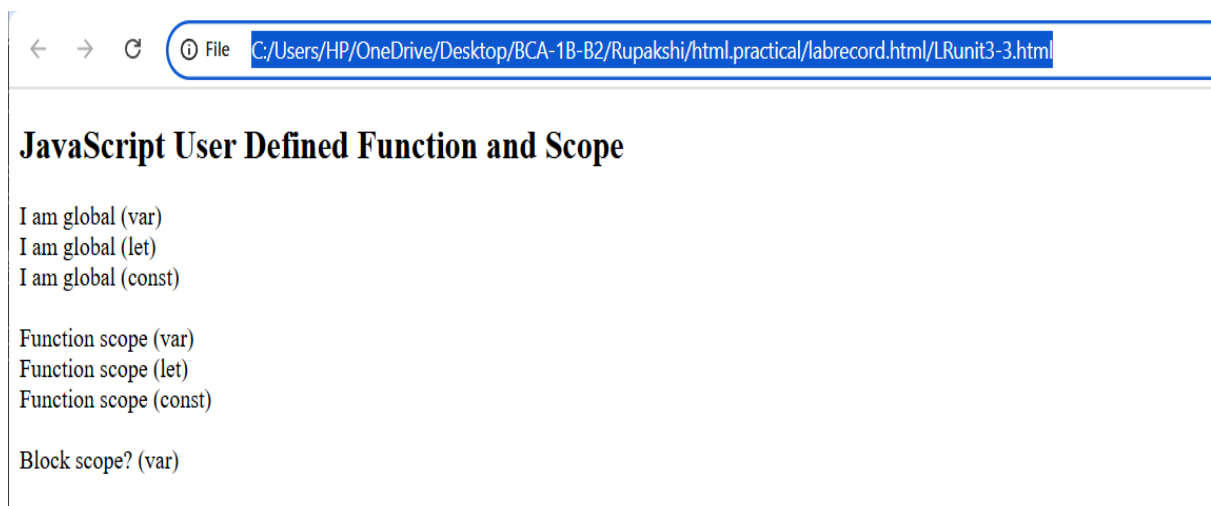 File C:/Users/HP/OneDrive/Desktop/BCA-1B-B2/Rupakshi/html.practical/labrecord.html/LRunit3-3.html
JavaScript User Defined Function and Scope
I am global (var)
I am global (let)
I am global (const)
Function scope (var)
Function scope (let)
Function scope (const)
Block scope? (var)